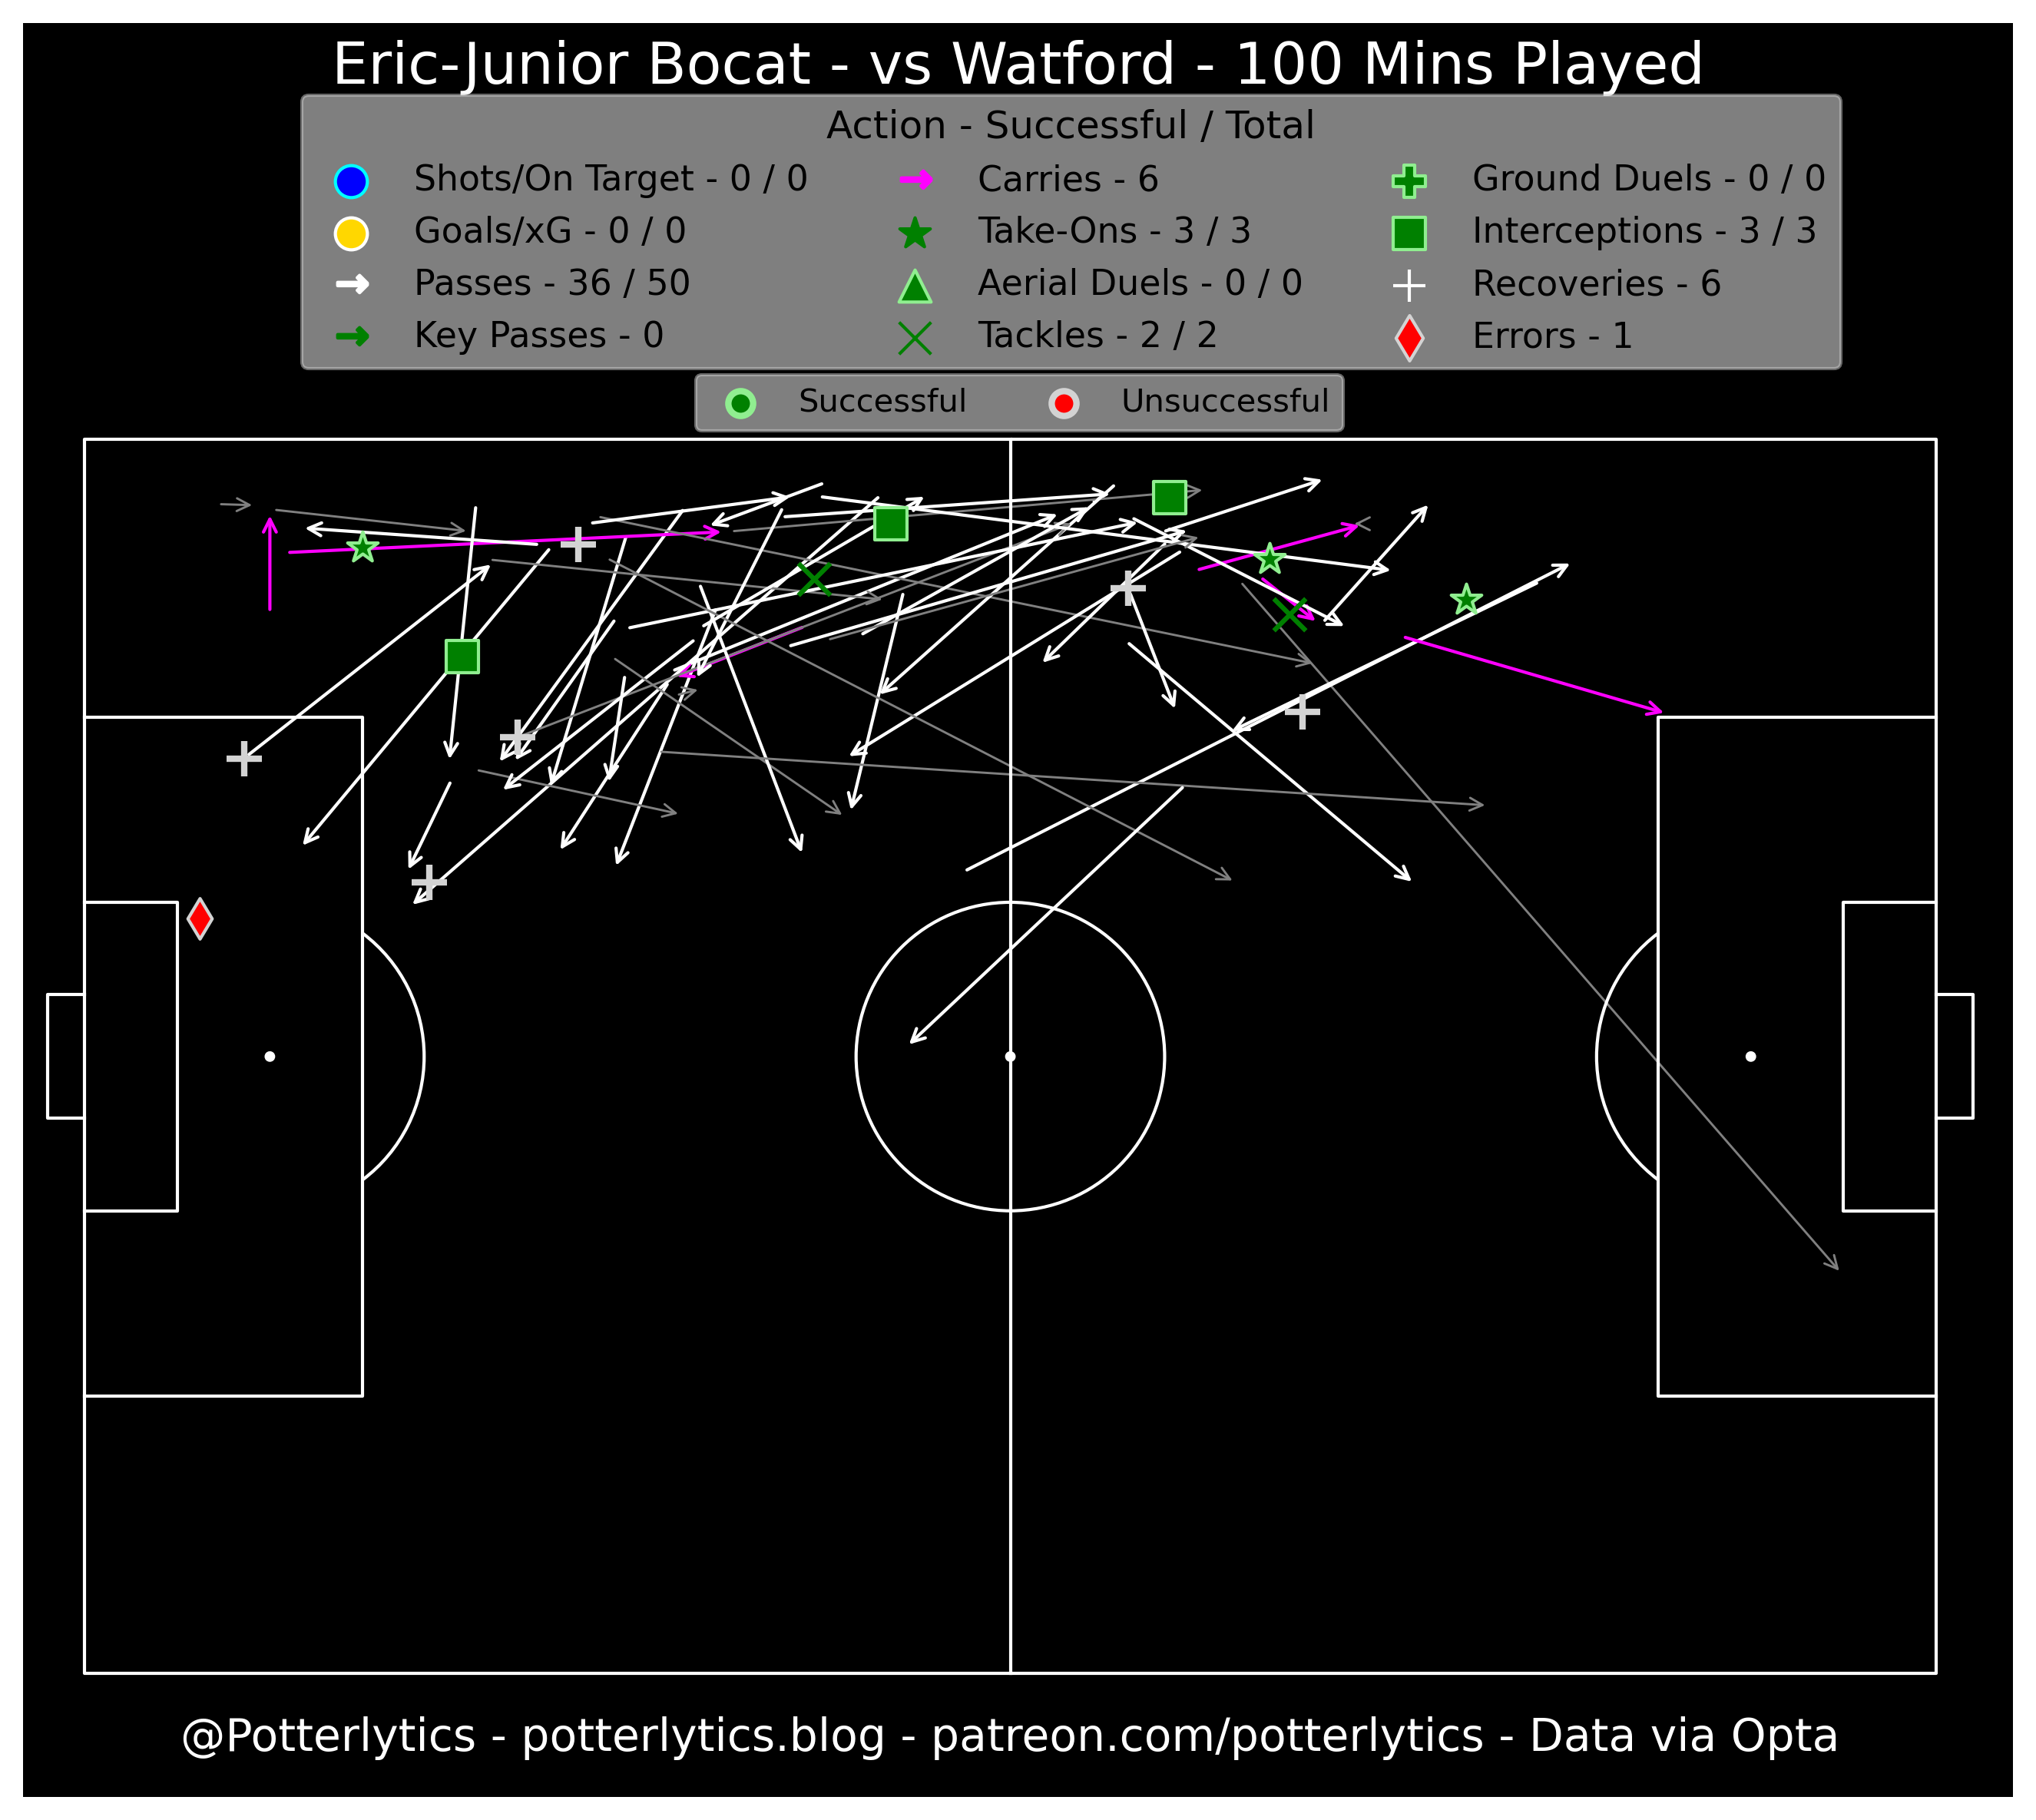 Eric-Junior Bocat - vs Watford - 100 Mins Played
Action - Successful / Total
Shots/On Target - 0 / 0
Goals/xG - 0 / 0
Passes - 36 / 50
Key Passes - 0
Carries - 6
Take-Ons - 3 / 3
Aerial Duels - 0 / 0
Tackles - 2 / 2
Ground Duels - 0 / 0
Interceptions - 3 / 3
Recoveries - 6
Errors - 1
Successful
Unsuccessful
@Potterlytics - potterlytics.blog - patreon.com/potterlytics - Data via Opta